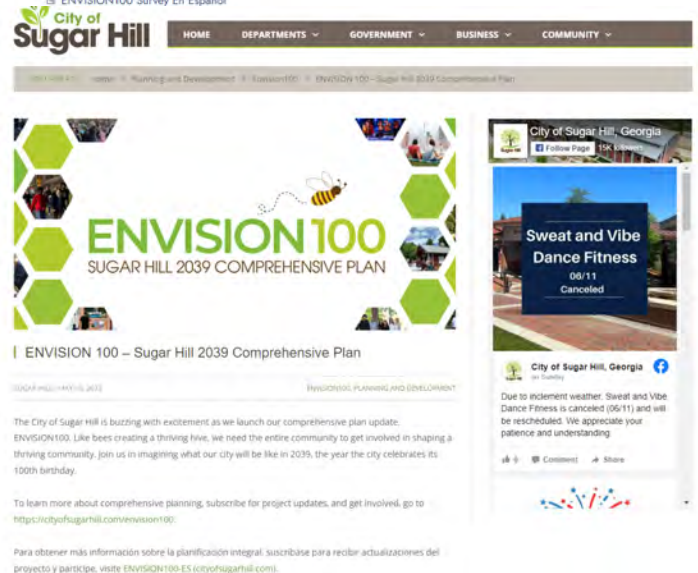 ENVISION100 Survey En Español
City of
Sugar Hill
HOME DEPARTMENTS GOVERNMENT BUSINESS COMMUNITY
Home Planning and Development Envision100 ENVISION 100 – Sugar Hill 2039 Comprehensive Plan
ENVISION100
SUGAR HILL 2039 COMPREHENSIVE PLAN
ENVISION 100 – Sugar Hill 2039 Comprehensive Plan
SUGAR HILL ENVISION100, PLANNING AND DEVELOPMENT
The City of Sugar Hill is buzzing with excitement as we launch our comprehensive plan update,
ENVISION100. Like bees creating a thriving hive, we need the entire community to get involved in shaping a
thriving community. Join us in imagining what our city will be like in 2039, the year the city celebrates its
100th birthday.
To learn more about comprehensive planning, subscribe for project updates, and get involved, go to
https://cityofsugarhill.com/envision100.
Para obtener más información sobre la planificación integral, suscríbase para recibir actualizaciones del
proyecto y participe, visite ENVISION100-ES (cityofsugarhill.com).
City of Sugar Hill, Georgia
Follow Page 15K followers
Sweat and Vibe
Dance Fitness
06/11
Canceled
City of Sugar Hill, Georgia
on Sunday
Due to inclement weather, Sweat and Vibe
Dance Fitness is canceled (06/11) and will
be rescheduled. We appreciate your
patience and understanding.
Comment Share